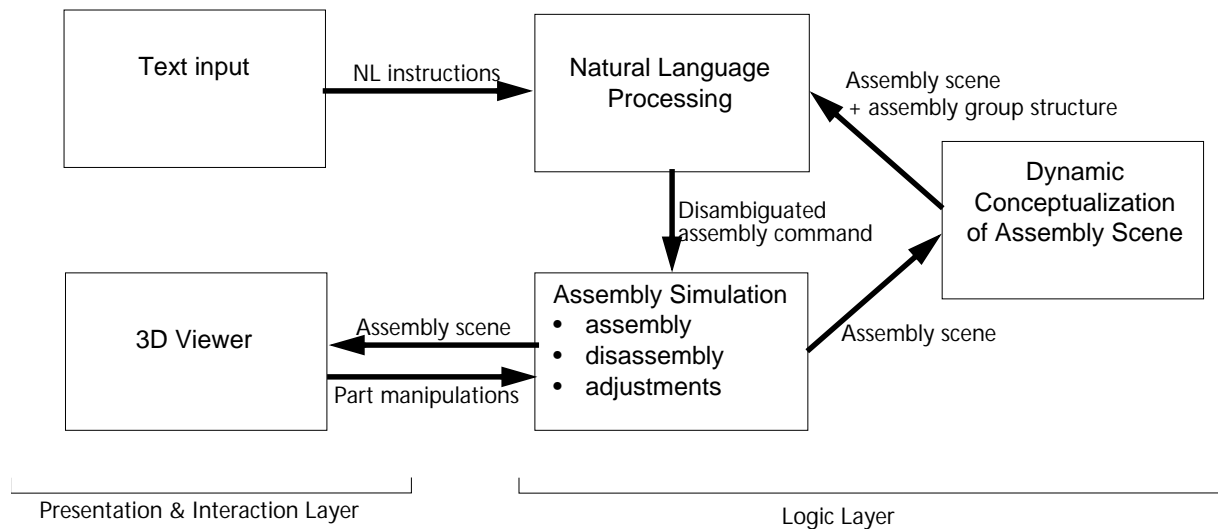 Text input
NL instructions
Natural Language
Processing
Assembly scene
+ assembly group structure
Dynamic
Conceptualization
of Assembly Scene
Disambiguated
assembly command
3D Viewer
Assembly scene
Part manipulations
Assembly Simulation
• assembly
• disassembly
• adjustments
Assembly scene
Presentation & Interaction Layer
Logic Layer